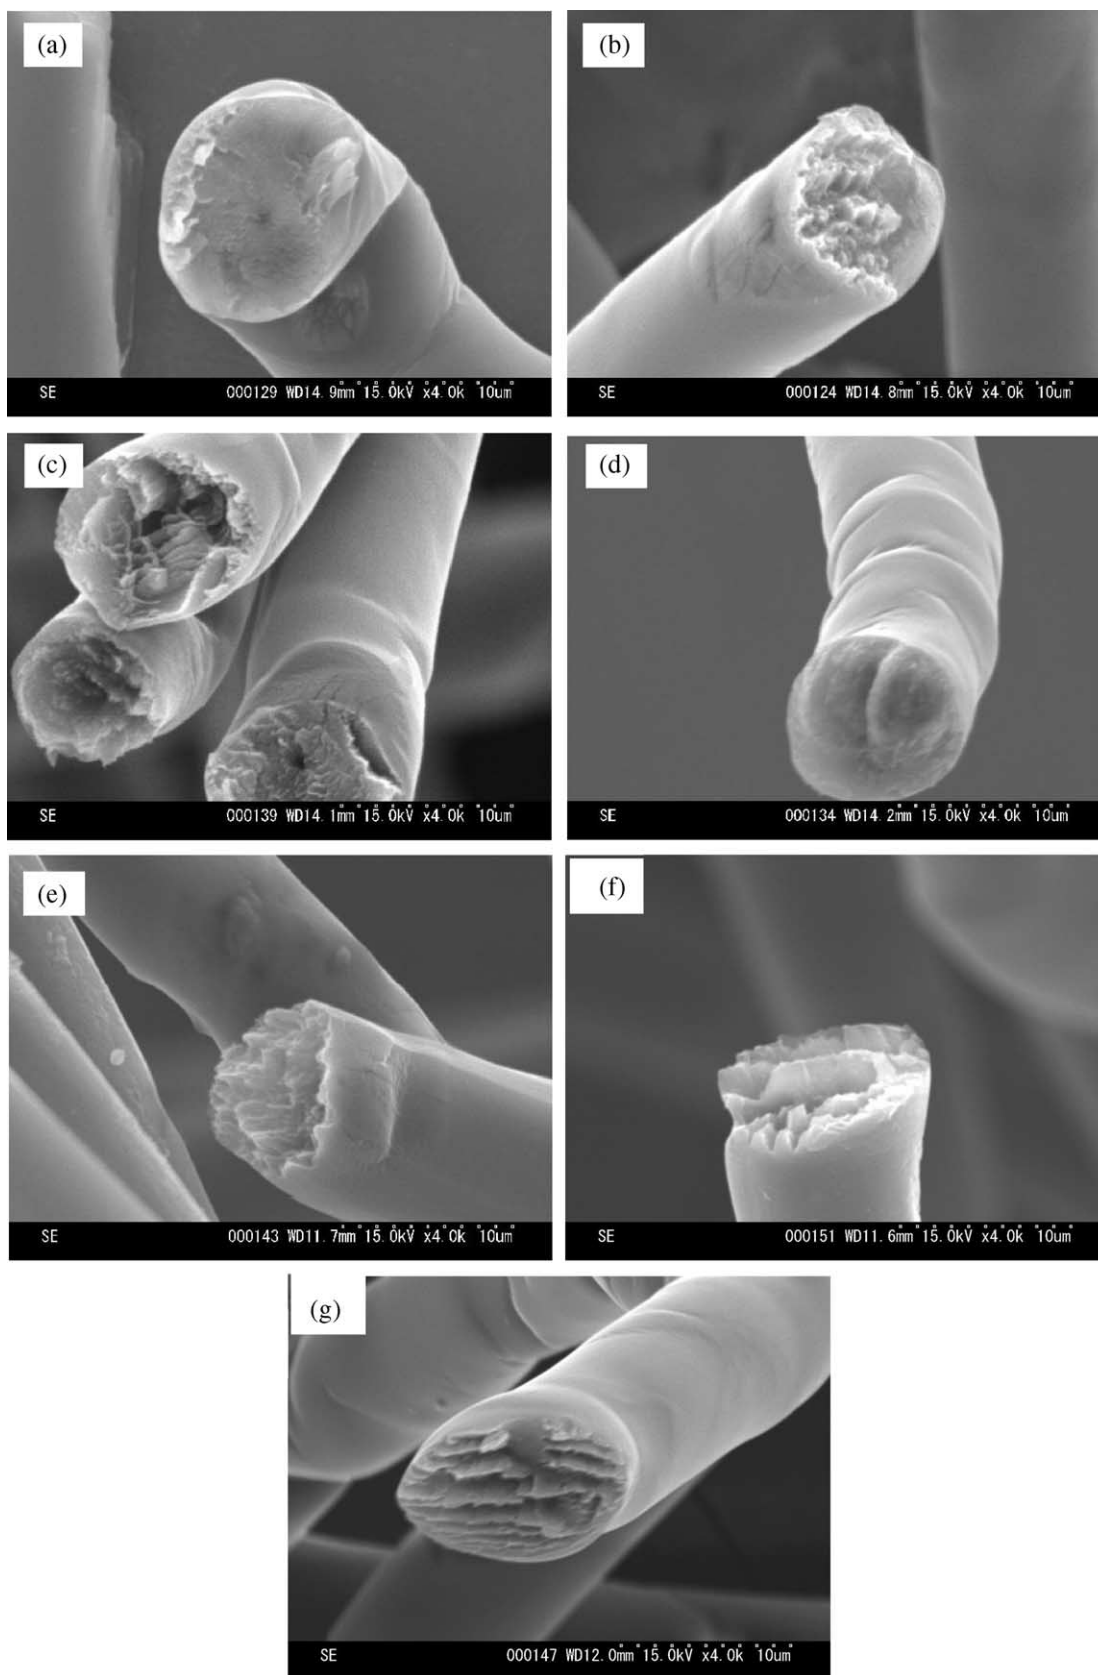 (a)
SE 000129 WD14.9mm 15.0kV x4.0k 10um
(b)
SE 000124 WD14.8mm 15.0kV x4.0k 10um
(c)
SE 000139 WD14.1mm 15.0kV x4.0k 10um
(d)
SE 000134 WD14.2mm 15.0kV x4.0k 10um
(e)
SE 000143 WD11.7mm 15.0kV x4.0k 10um
(f)
SE 000151 WD11.6mm 15.0kV x4.0k 10um
(g)
SE 000147 WD12.0mm 15.0kV x4.0k 10um